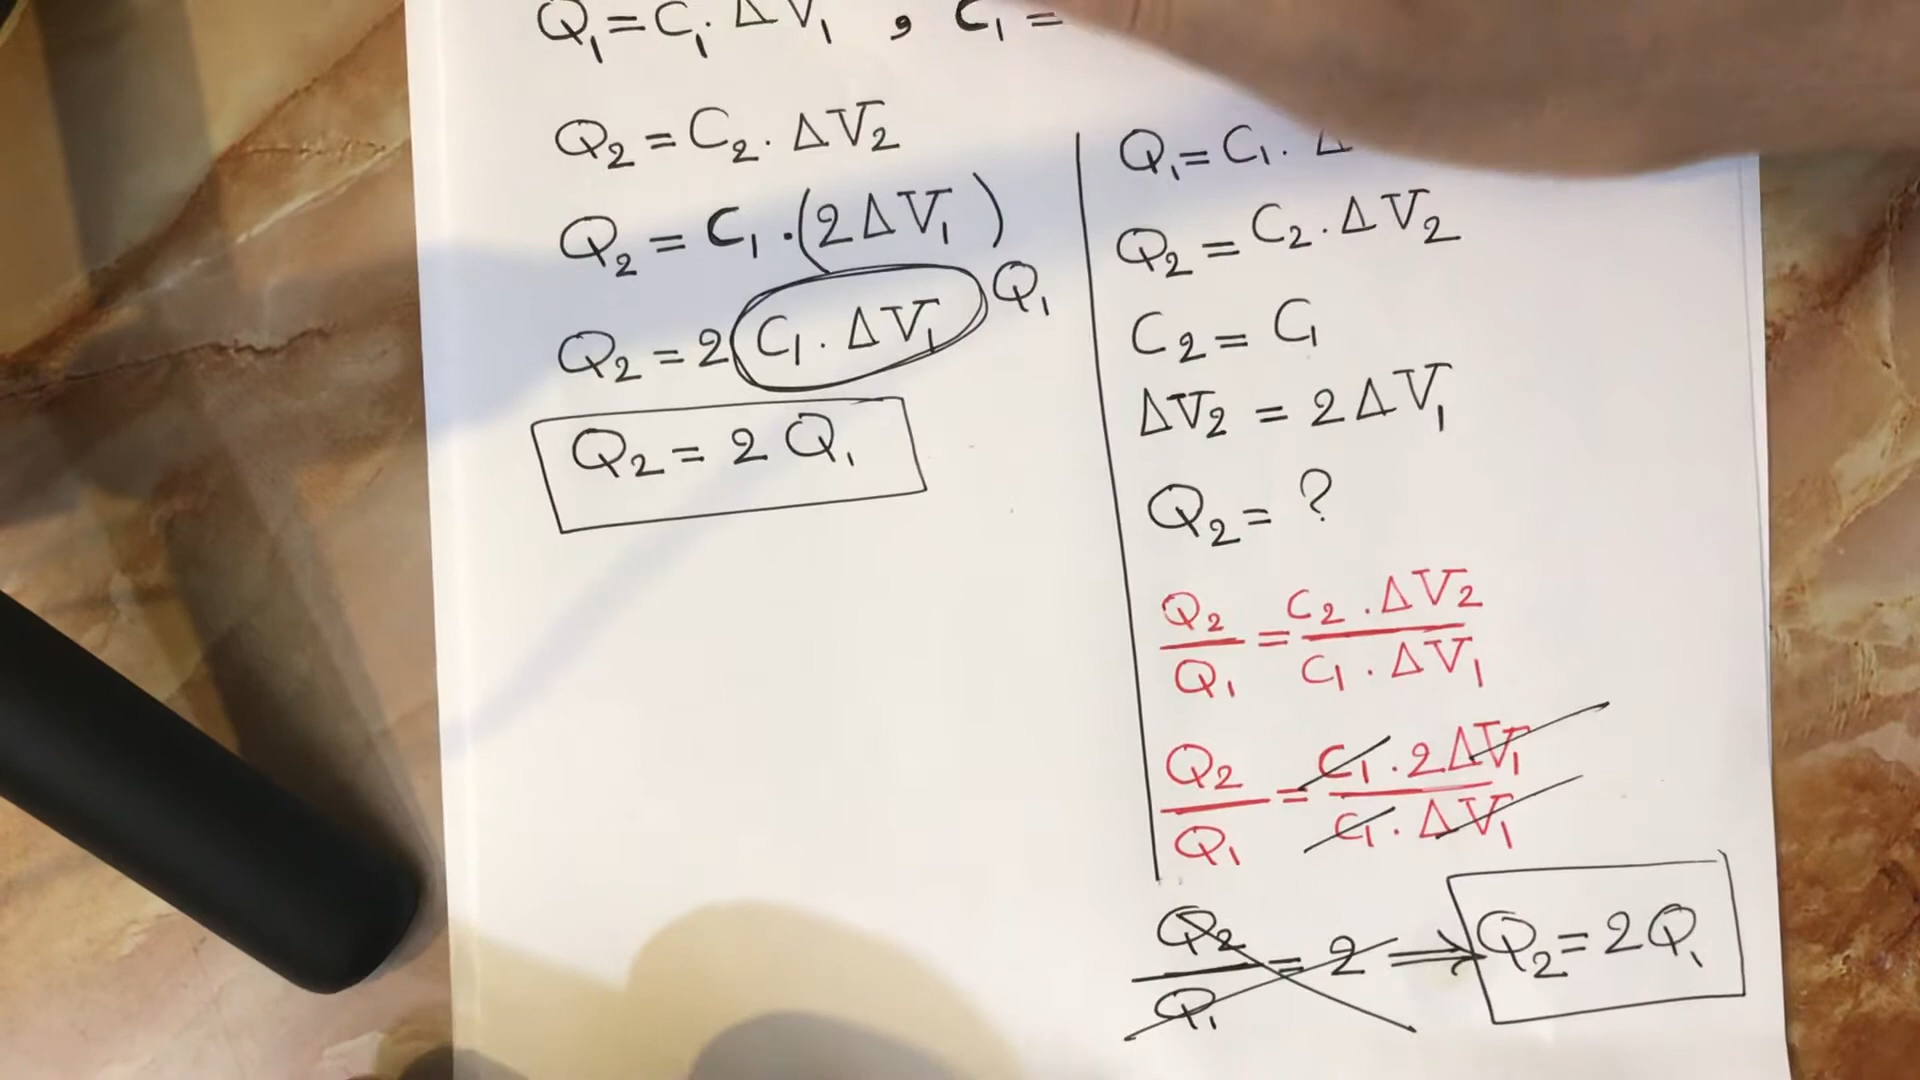 Q₁ = C₁ · ΔV₁ , C₁ =
Q₂ = C₂ · ΔV₂
Q₂ = C₁ · (2ΔV₁)
Q₂ = 2 C₁ · ΔV₁ Q₁
Q₂ = 2 Q₁
Q₁ = C₁ · Δ
Q₂ = C₂ · ΔV₂
C₂ = C₁
ΔV₂ = 2ΔV₁
Q₂ = ?
Q₂/Q₁ = C₂ · ΔV₂/C₁ · ΔV₁
Q₂/Q₁ = C₁ · 2ΔV₁/C₁ · ΔV₁
Q₂/Q₁ = 2 ⟹ Q₂ = 2Q₁